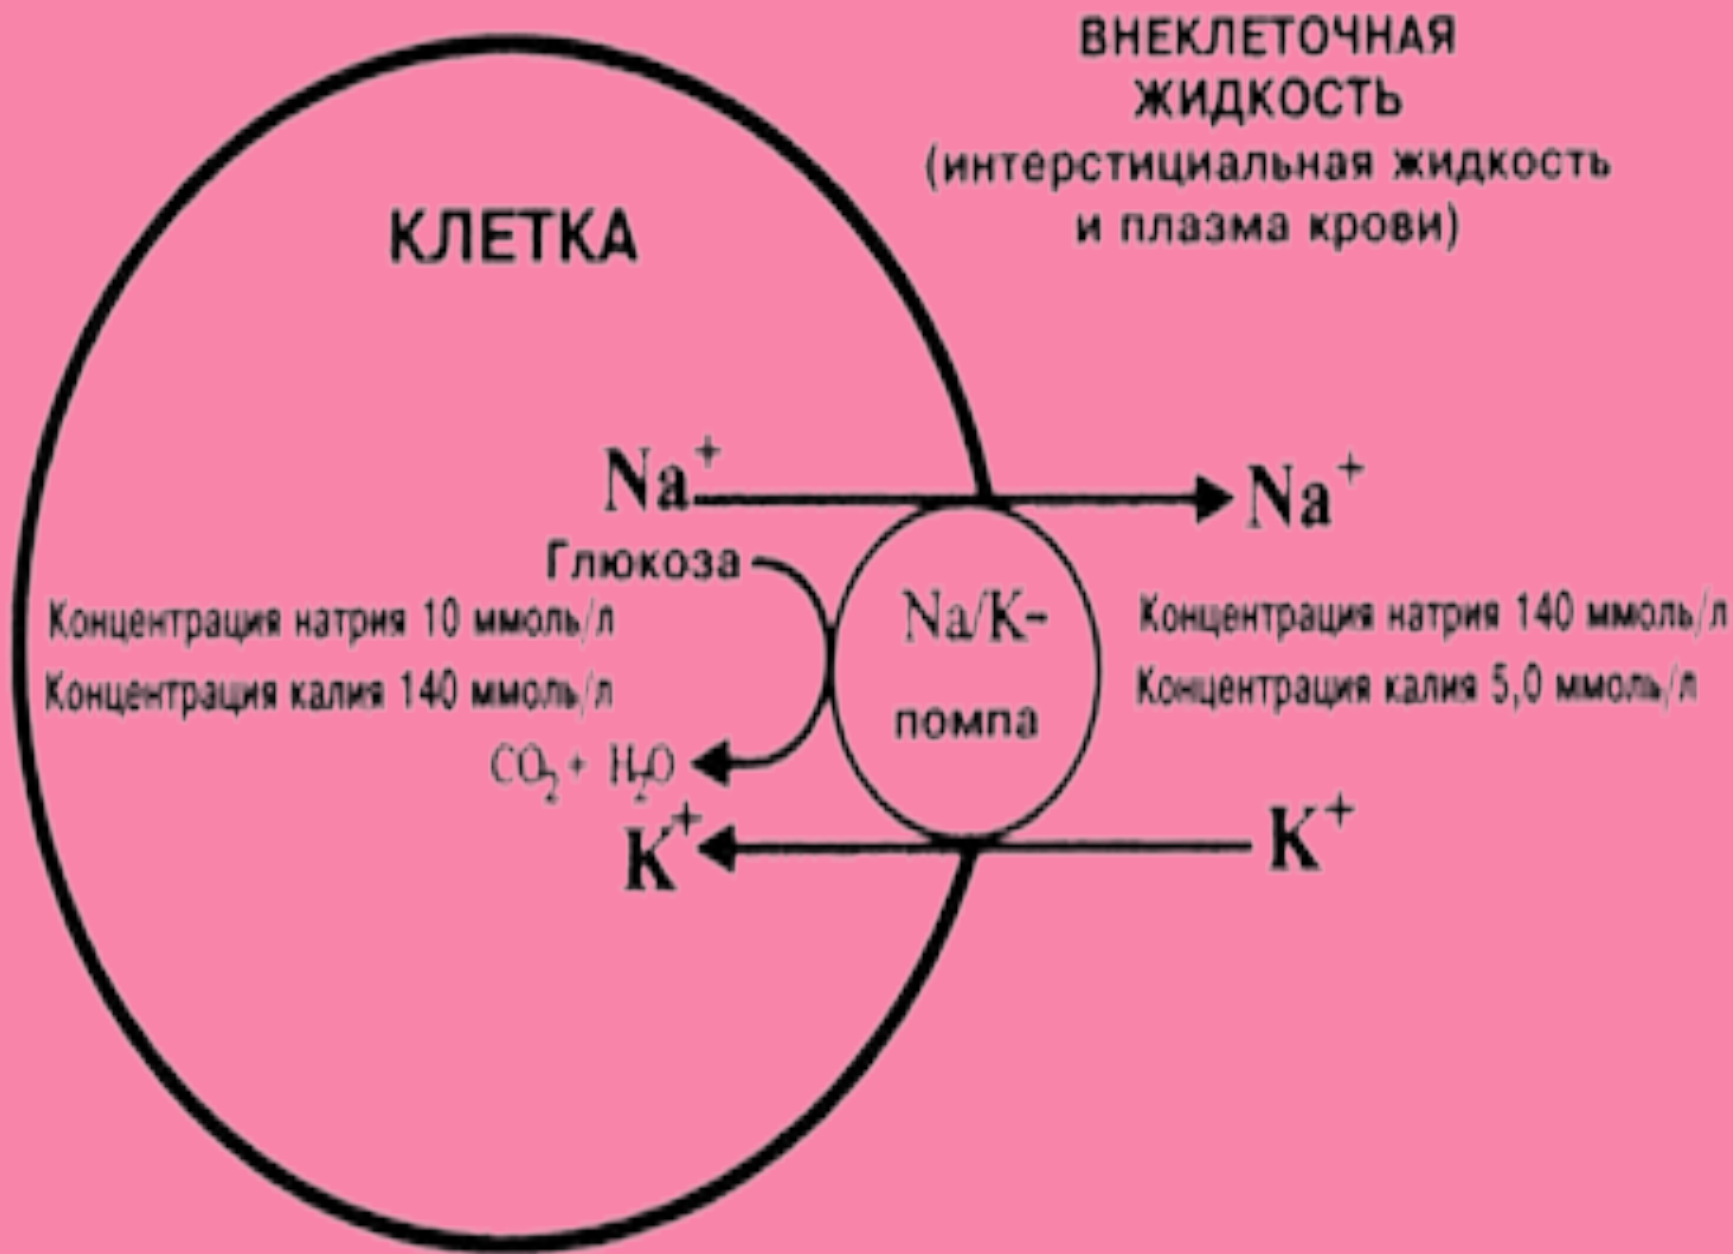 ВНЕКЛЕТОЧНАЯ
ЖИДКОСТЬ
(интерстициальная жидкость
и плазма крови)
КЛЕТКА
Na⁺
Na⁺
Глюкоза
Na/K-
помпа
Концентрация натрия 10 ммоль/л
Концентрация калия 140 ммоль/л
Концентрация натрия 140 ммоль/л
Концентрация калия 5,0 ммоль/л
CO₂ + H₂O
K⁺
K⁺